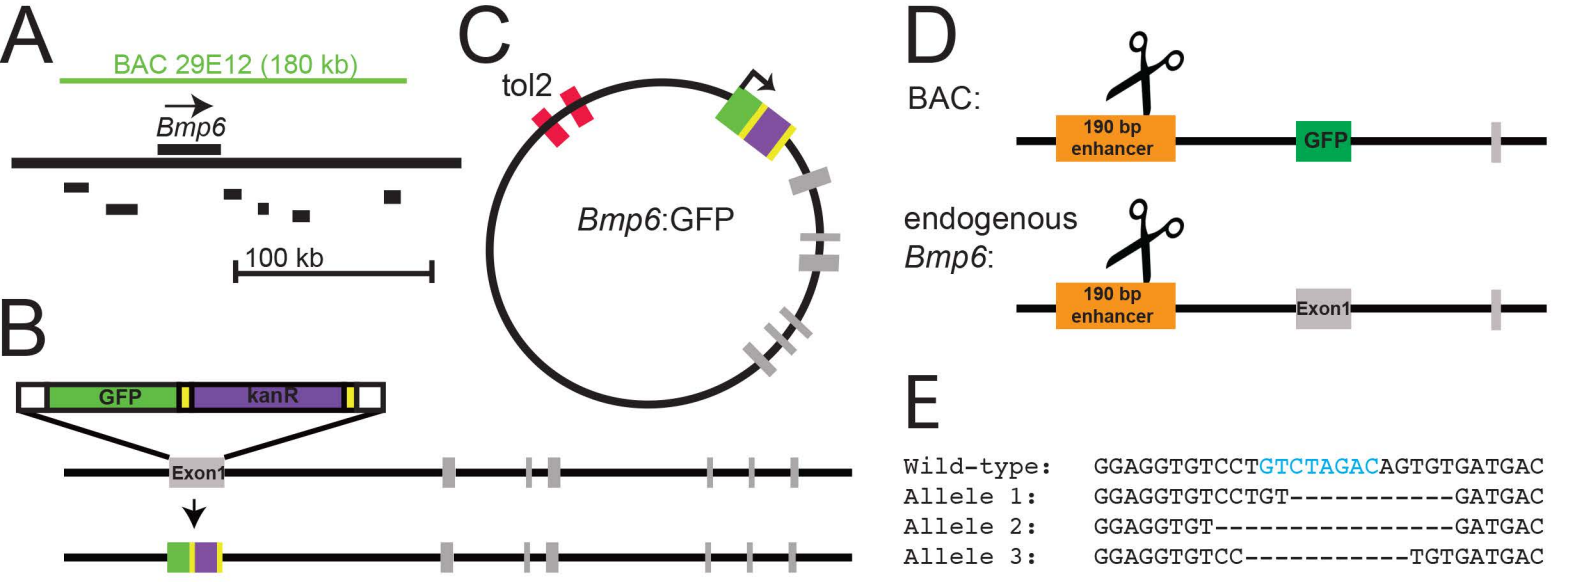 A
BAC 29E12 (180 kb)
Bmp6
100 kb
B
GFP
kanR
Exon1
C
tol2
Bmp6:GFP
D
BAC:
190 bp
enhancer
GFP
endogenous
Bmp6:
190 bp
enhancer
Exon1
E
Wild-type: GGAGGTGTCCTGTCTAGACAGTGTGATGAC
Allele 1: GGAGGTGTCCTGT-----------GATGAC
Allele 2: GGAGGTGT----------------GATGAC
Allele 3: GGAGGTGTCC-----------TGTGATGAC